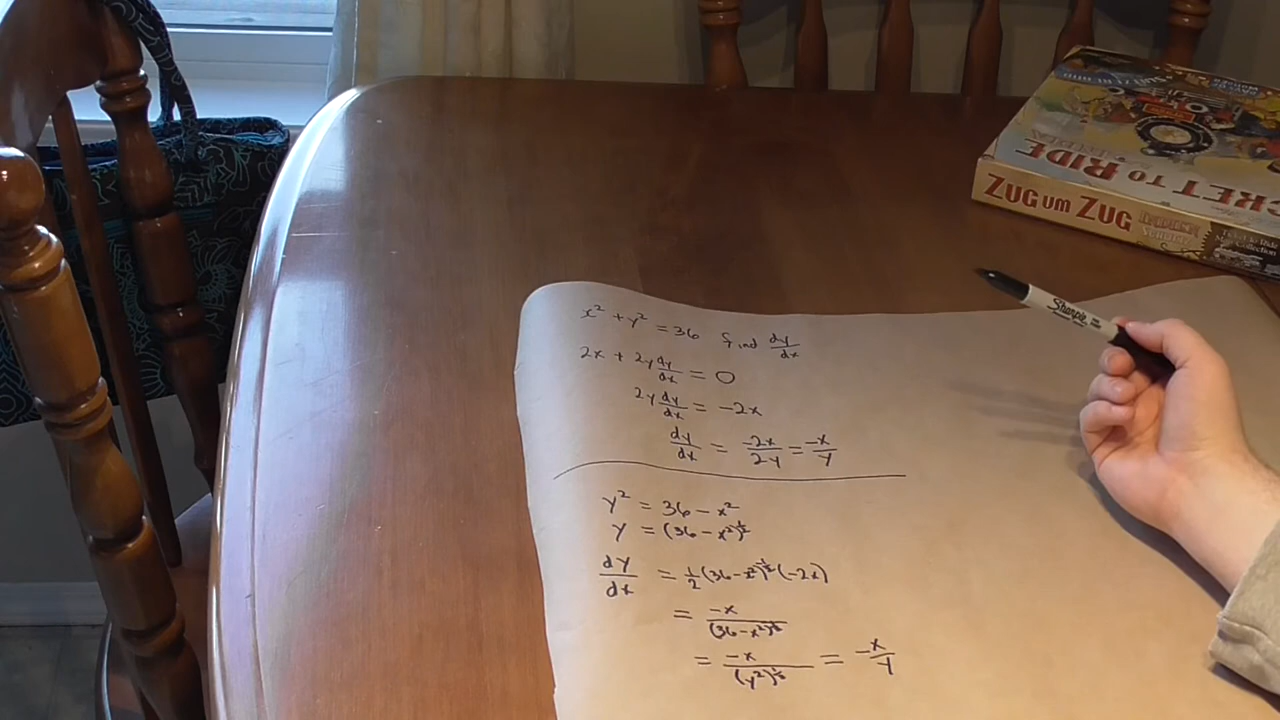 x² + y² = 36 find dy/dx
2x + 2y dy/dx = 0
2y dy/dx = -2x
dy/dx = -2x/2y = -x/y
y² = 36 - x²
y = (36 - x²)^½
dy/dx = ½(36 - x²)^-½ (-2x)
= -x/(36 - x²)^½
= -x/(y²)^½ = -x/y
TO RIDE
ZUG UM ZUG
Sharpie